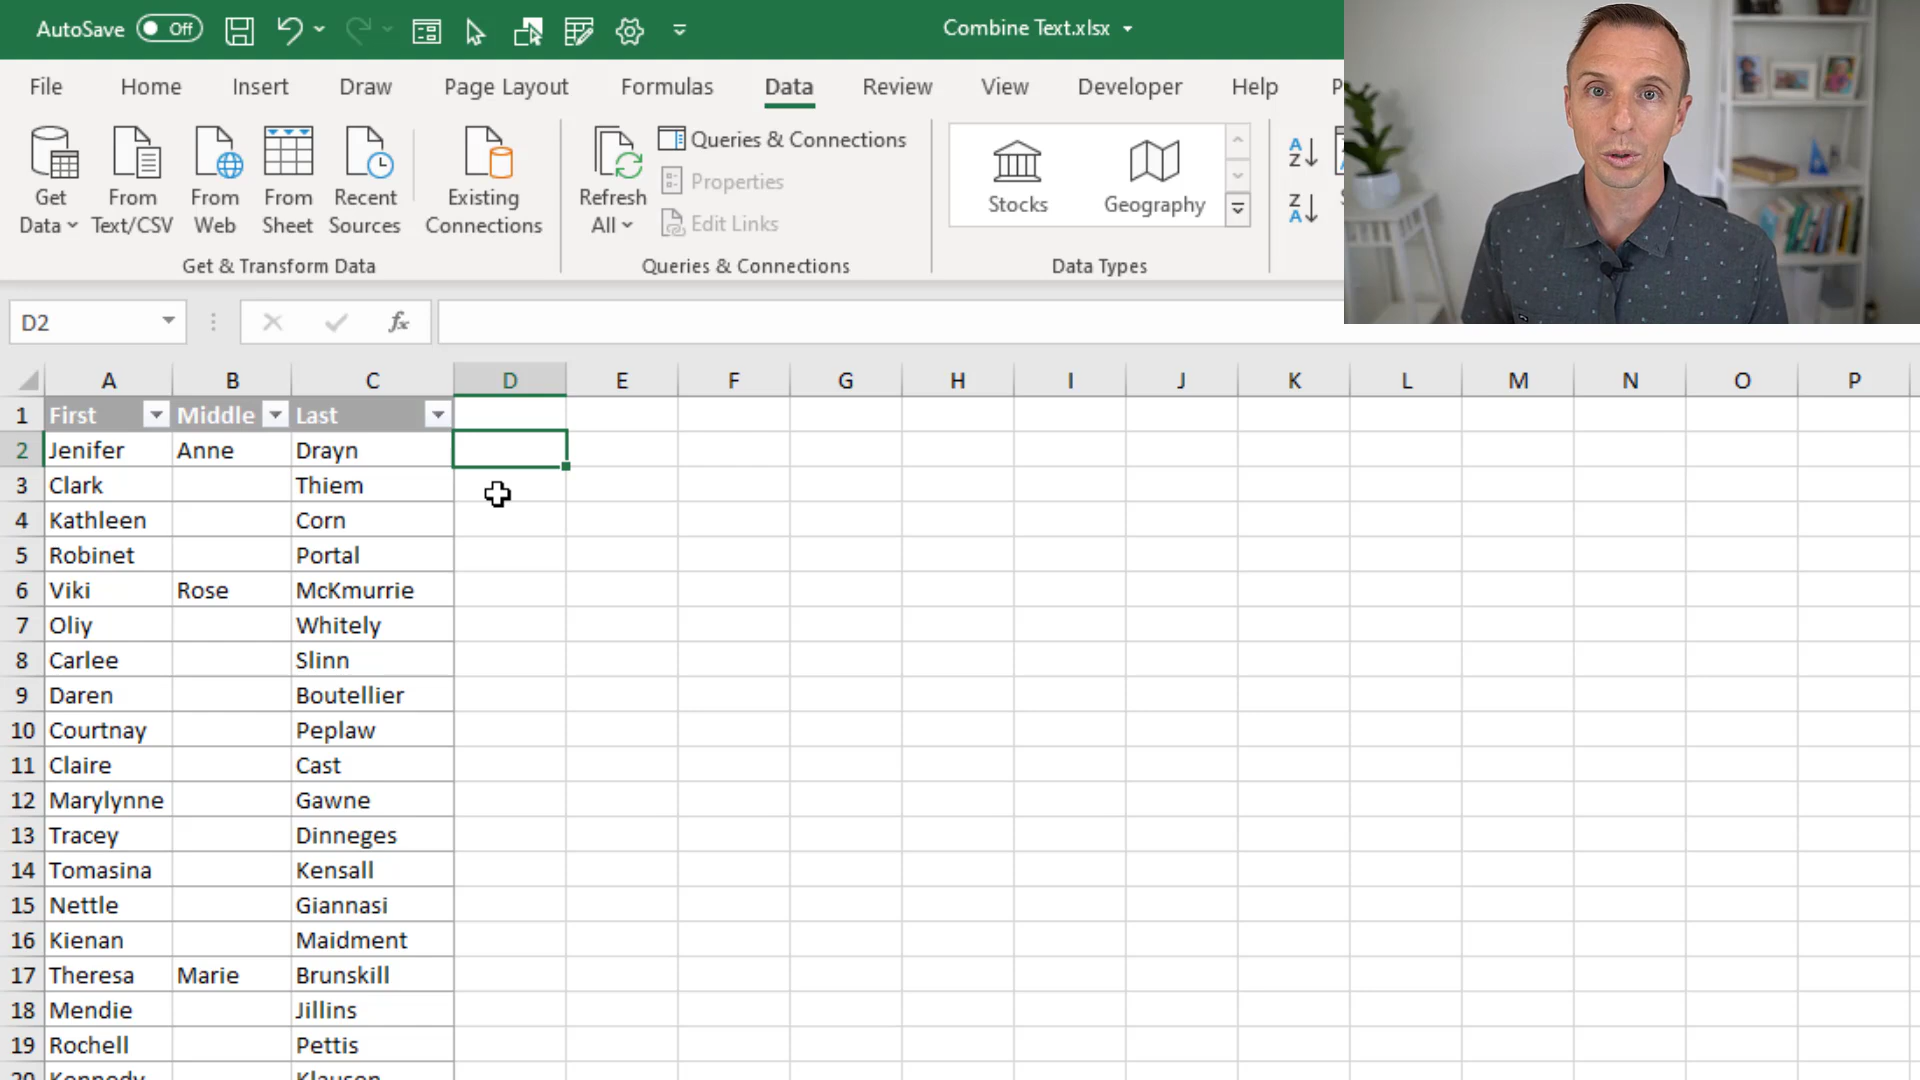 AutoSave Off Combine Text.xlsx
File Home Insert Draw Page Layout Formulas Data Review View Developer Help P
Get Data
From Text/CSV
From Web
From Sheet
Recent Sources
Existing Connections
Refresh All
Queries & Connections
Properties
Edit Links
Stocks
Geography
A Z
Z A
Get & Transform Data Queries & Connections Data Types
D2 fx
A B C D E F G H I J K L M N O P
1 First Middle Last
2 Jenifer Anne Drayn
3 Clark Thiem
4 Kathleen Corn
5 Robinet Portal
6 Viki Rose McKmurrie
7 Oliy Whitely
8 Carlee Slinn
9 Daren Boutellier
10 Courtnay Peplaw
11 Claire Cast
12 Marylynne Gawne
13 Tracey Dinneges
14 Tomasina Kensall
15 Nettle Giannasi
16 Kienan Maidment
17 Theresa Marie Brunskill
18 Mendie Jillins
19 Rochell Pettis
20 Kennedy Klauson